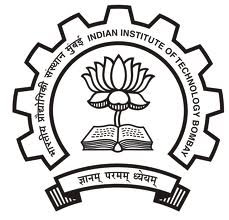 भारतीय प्रौद्योगिकी संस्थान मुंबई
INDIAN INSTITUTE OF TECHNOLOGY BOMBAY
ज्ञानम् परमम् ध्येयम्